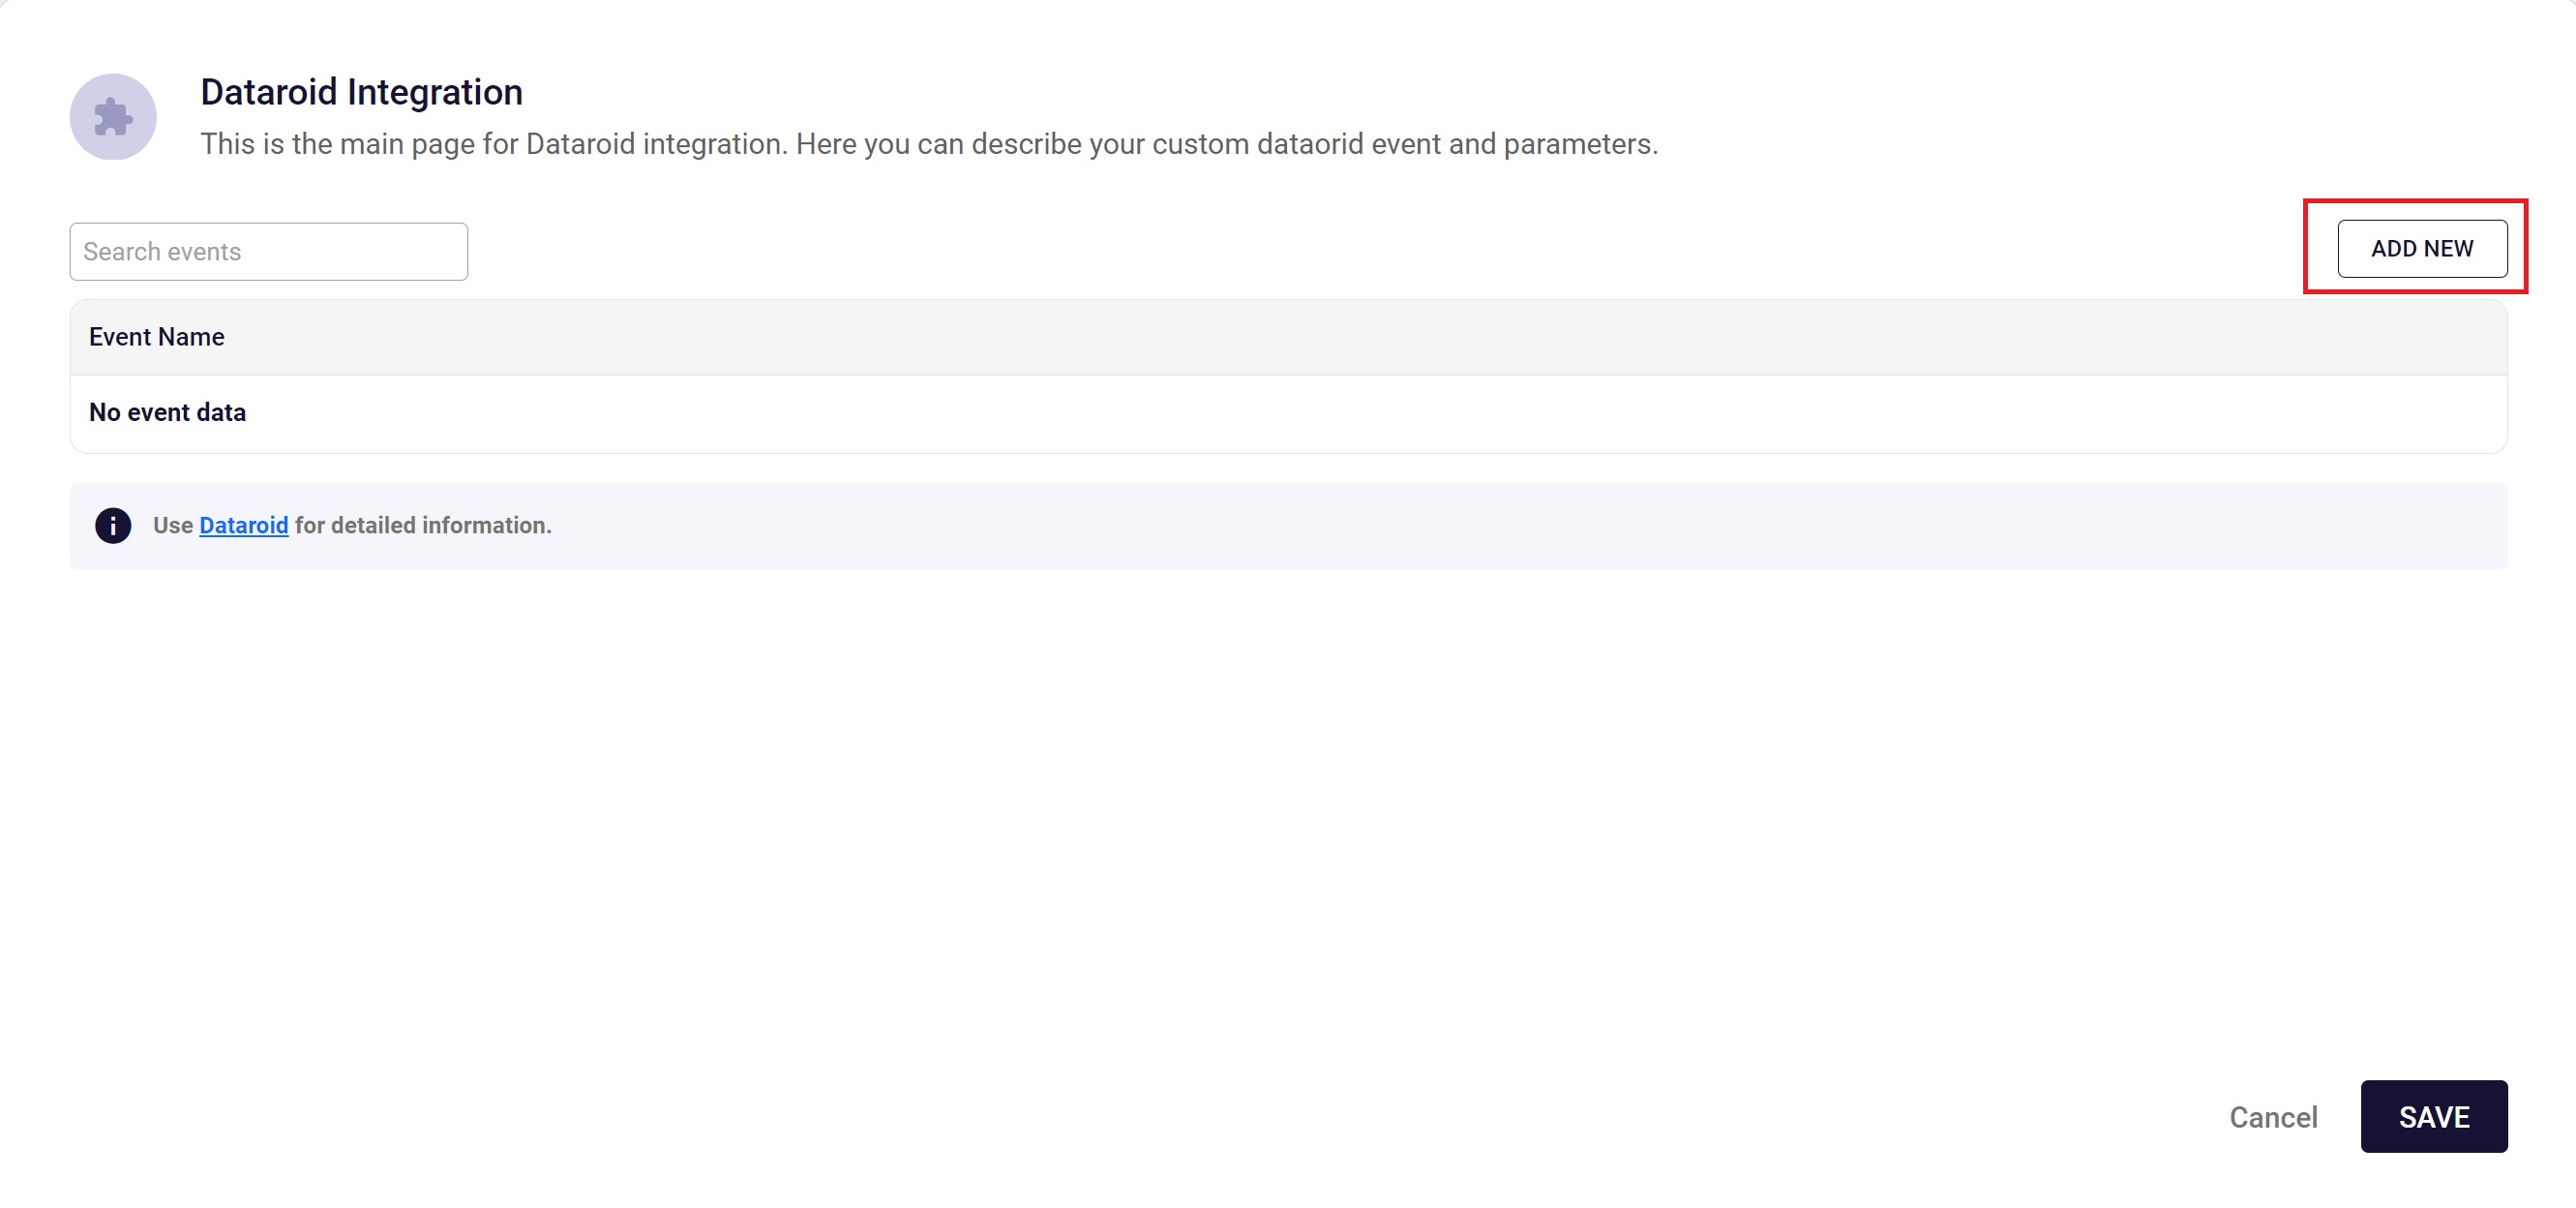 Dataroid Integration
This is the main page for Dataroid integration. Here you can describe your custom dataorid event and parameters.
Search events
ADD NEW
Event Name
No event data
Use Dataroid for detailed information.
Cancel
SAVE